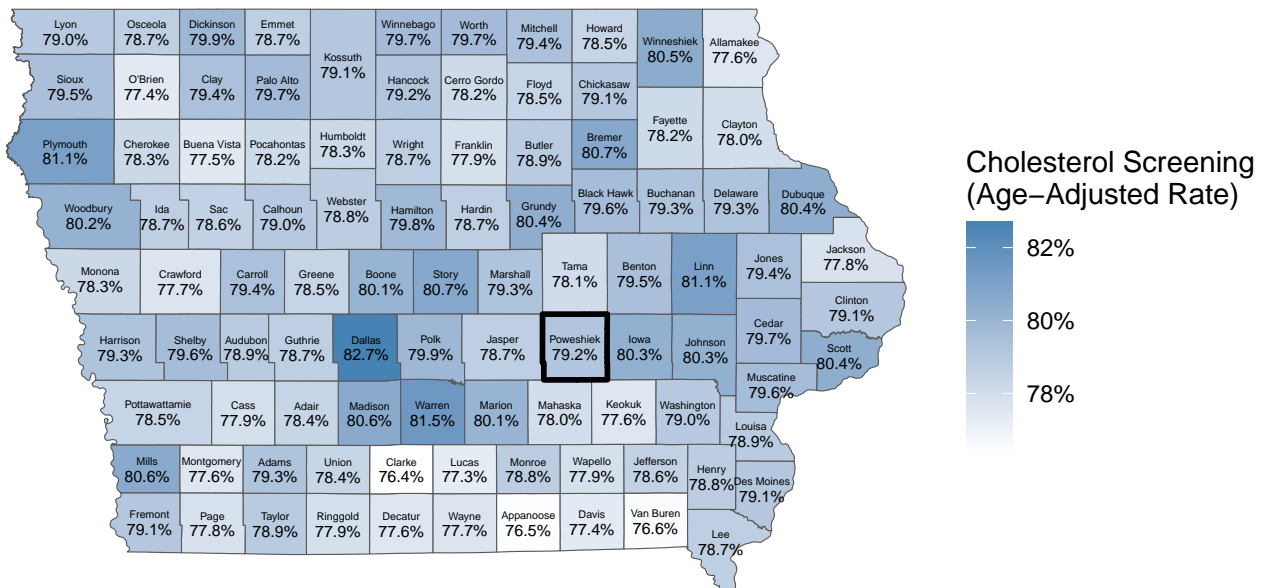 Lyon
79.0%
Osceola
78.7%
Dickinson
79.9%
Emmet
78.7%
Kossuth
79.1%
Winnebago
79.7%
Worth
79.7%
Mitchell
79.4%
Howard
78.5%
Winneshiek
80.5%
Allamakee
77.6%
Sioux
79.5%
O'Brien
77.4%
Clay
79.4%
Palo Alto
79.7%
Hancock
79.2%
Cerro Gordo
78.2%
Floyd
78.5%
Chickasaw
79.1%
Fayette
78.2%
Clayton
78.0%
Plymouth
81.1%
Cherokee
78.3%
Buena Vista
77.5%
Pocahontas
78.2%
Humboldt
78.3%
Wright
78.7%
Franklin
77.9%
Butler
78.9%
Bremer
80.7%
Woodbury
80.2%
Ida
78.7%
Sac
78.6%
Calhoun
79.0%
Webster
78.8%
Hamilton
79.8%
Hardin
78.7%
Grundy
80.4%
Black Hawk
79.6%
Buchanan
79.3%
Delaware
79.3%
Dubuque
80.4%
Monona
78.3%
Crawford
77.7%
Carroll
79.4%
Greene
78.5%
Boone
80.1%
Story
80.7%
Marshall
79.3%
Tama
78.1%
Benton
79.5%
Linn
81.1%
Jones
79.4%
Jackson
77.8%
Clinton
79.1%
Harrison
79.3%
Shelby
79.6%
Audubon
78.9%
Guthrie
78.7%
Dallas
82.7%
Polk
79.9%
Jasper
78.7%
Poweshiek
79.2%
Iowa
80.3%
Johnson
80.3%
Cedar
79.7%
Scott
80.4%
Muscatine
79.6%
Pottawattamie
78.5%
Cass
77.9%
Adair
78.4%
Madison
80.6%
Warren
81.5%
Marion
80.1%
Mahaska
78.0%
Keokuk
77.6%
Washington
79.0%
Louisa
78.9%
Mills
80.6%
Montgomery
77.6%
Adams
79.3%
Union
78.4%
Clarke
76.4%
Lucas
77.3%
Monroe
78.8%
Wapello
77.9%
Jefferson
78.6%
Henry
78.8%
Des Moines
79.1%
Fremont
79.1%
Page
77.8%
Taylor
78.9%
Ringgold
77.9%
Decatur
77.6%
Wayne
77.7%
Appanoose
76.5%
Davis
77.4%
Van Buren
76.6%
Lee
78.7%
Cholesterol Screening
(Age–Adjusted Rate)
82%
80%
78%